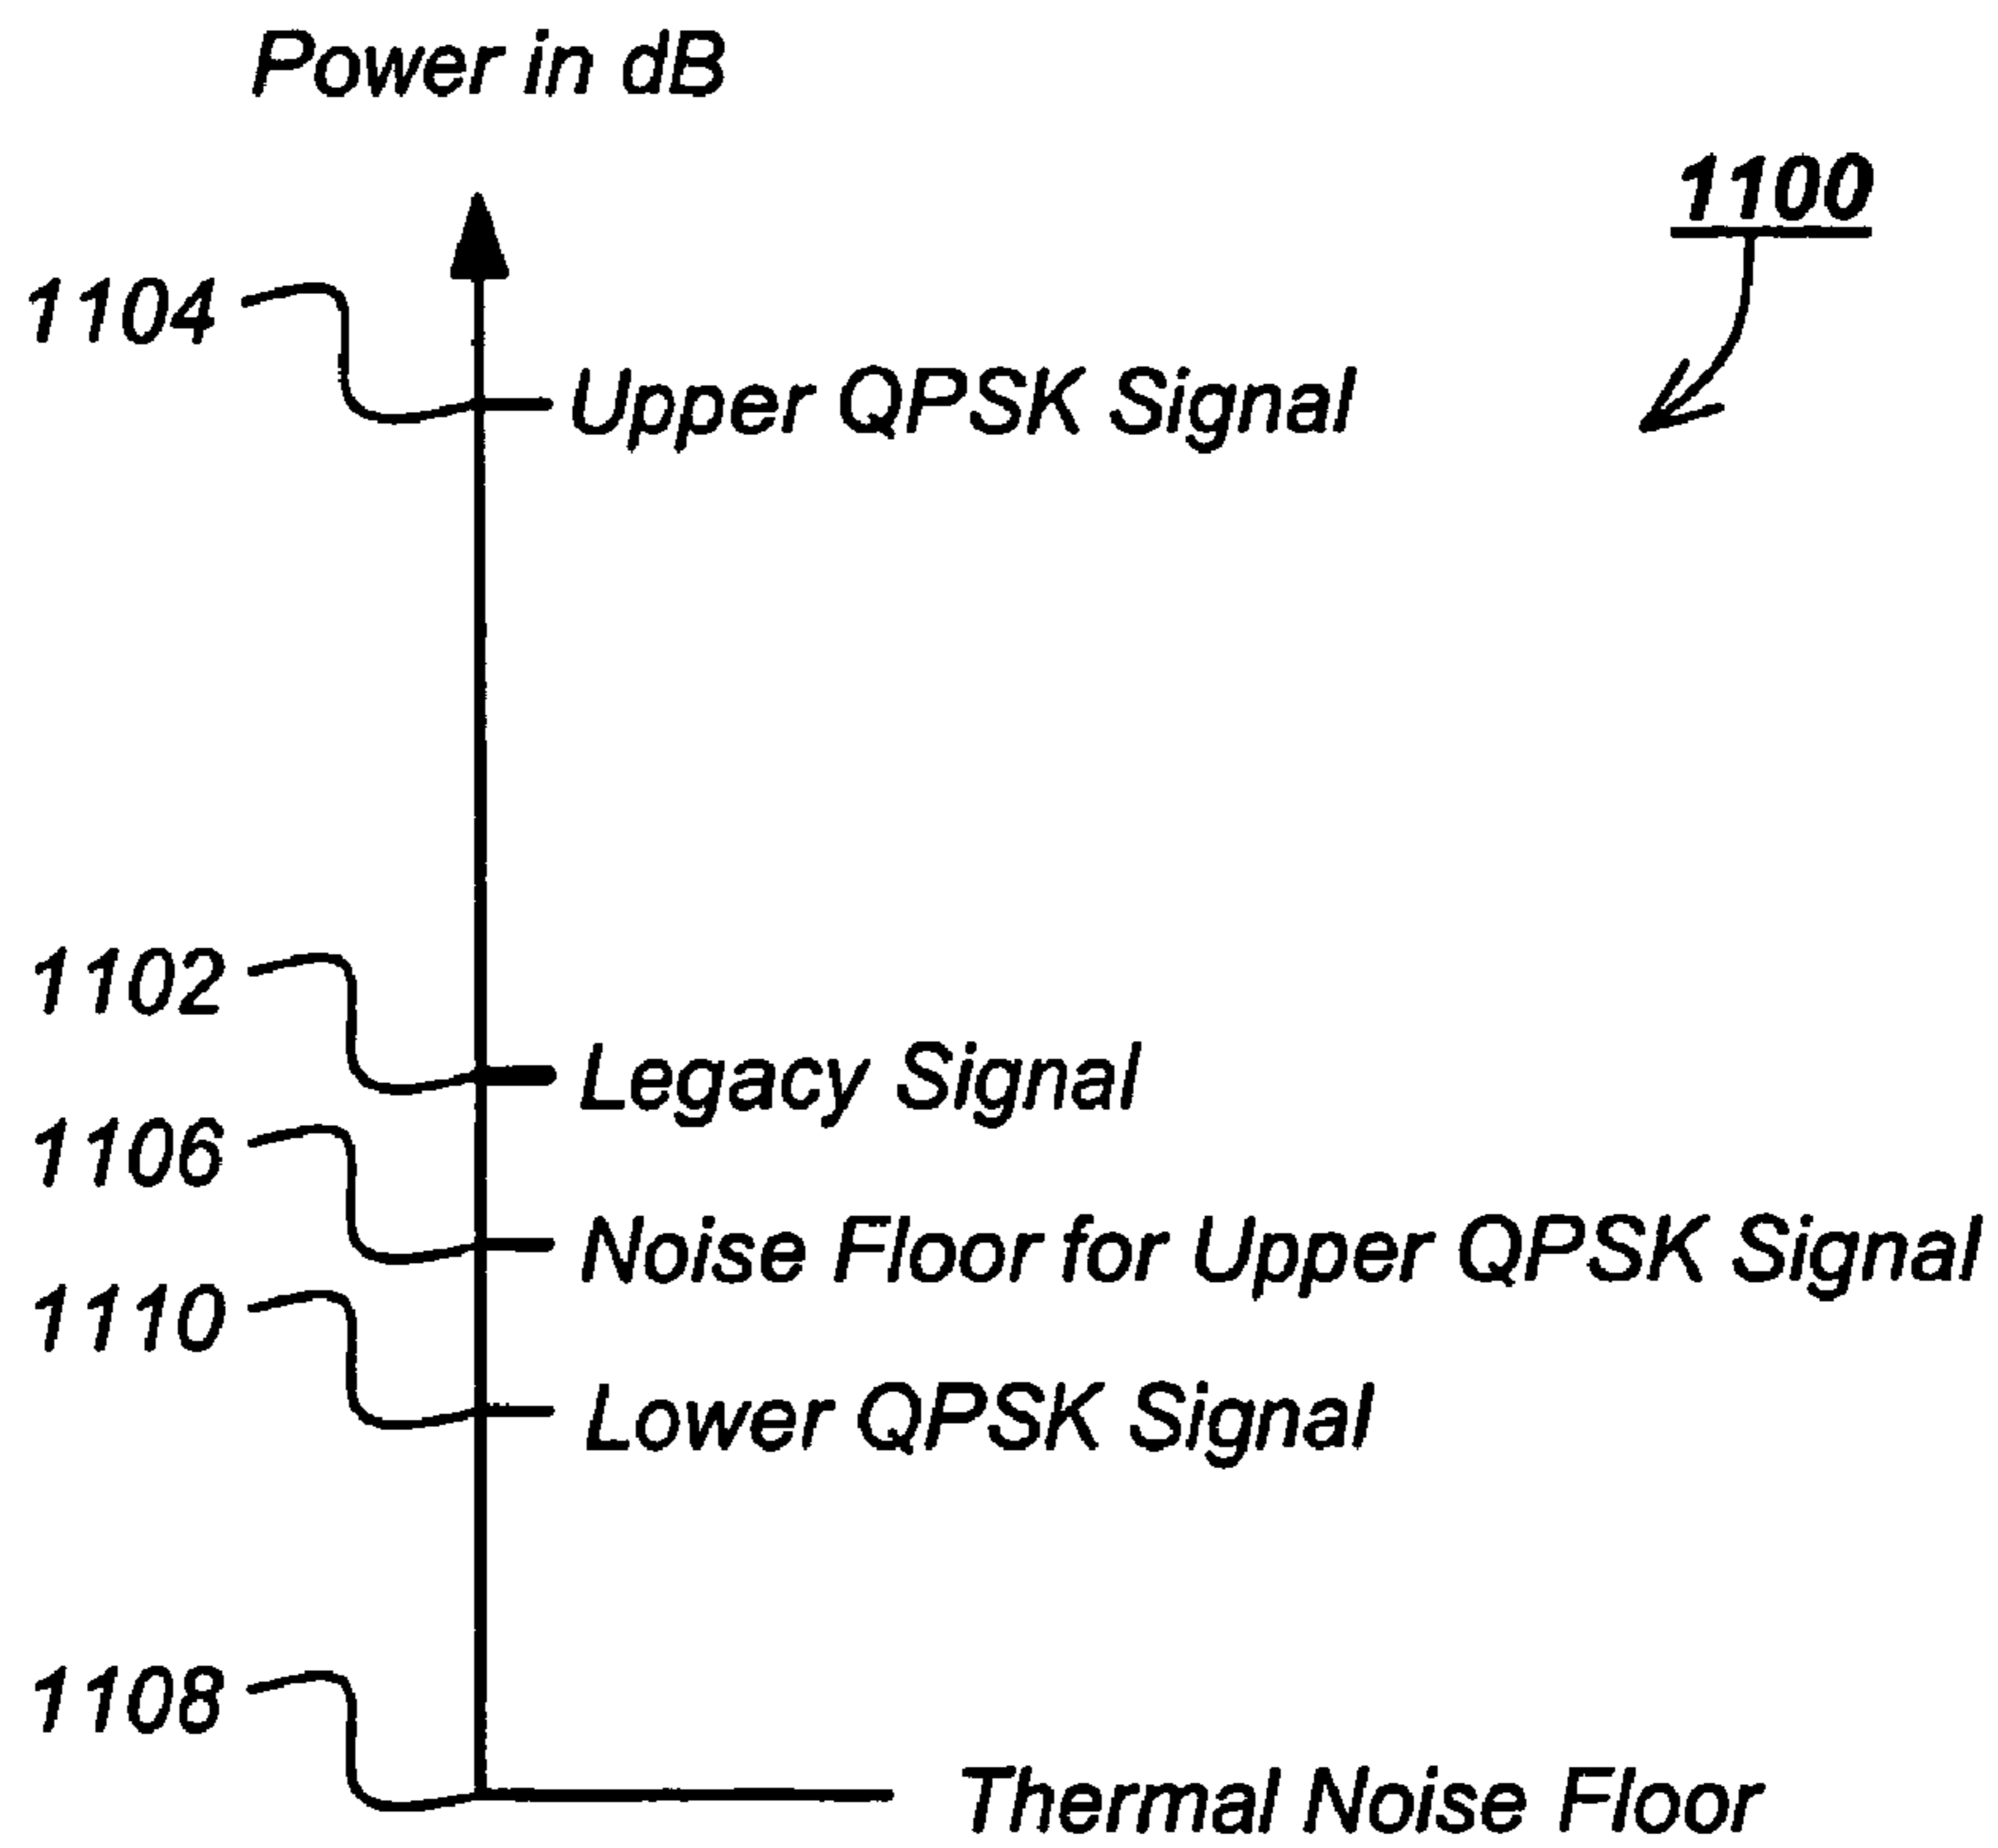 Power in dB
1100
1104
Upper QPSK Signal
1102
Legacy Signal
1106
Noise Floor for Upper QPSK Signal
1110
Lower QPSK Signal
1108
Thermal Noise Floor